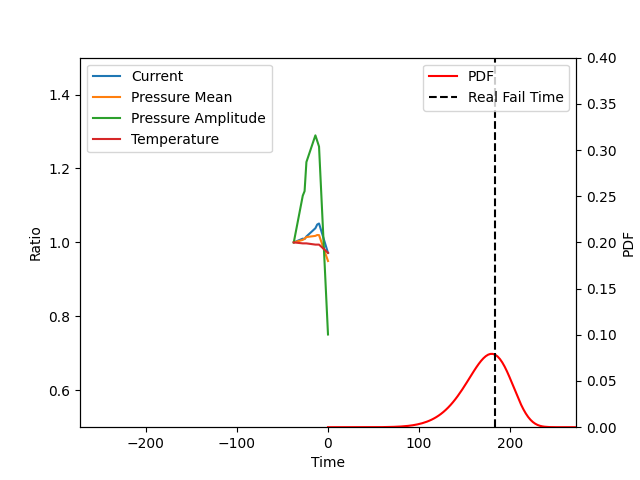 Current
Pressure Mean
Pressure Amplitude
Temperature
PDF
Real Fail Time
1.4
1.2
1.0
0.8
0.6
Ratio
0.40
0.35
0.30
0.25
0.20
0.15
0.10
0.05
0.00
PDF
−200
−100
0
100
200
Time